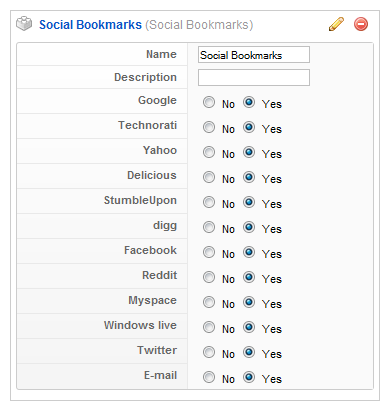 Social Bookmarks (Social Bookmarks)
Name Social Bookmarks
Description
Google No Yes
Technorati No Yes
Yahoo No Yes
Delicious No Yes
StumbleUpon No Yes
digg No Yes
Facebook No Yes
Reddit No Yes
Myspace No Yes
Windows live No Yes
Twitter No Yes
E-mail No Yes